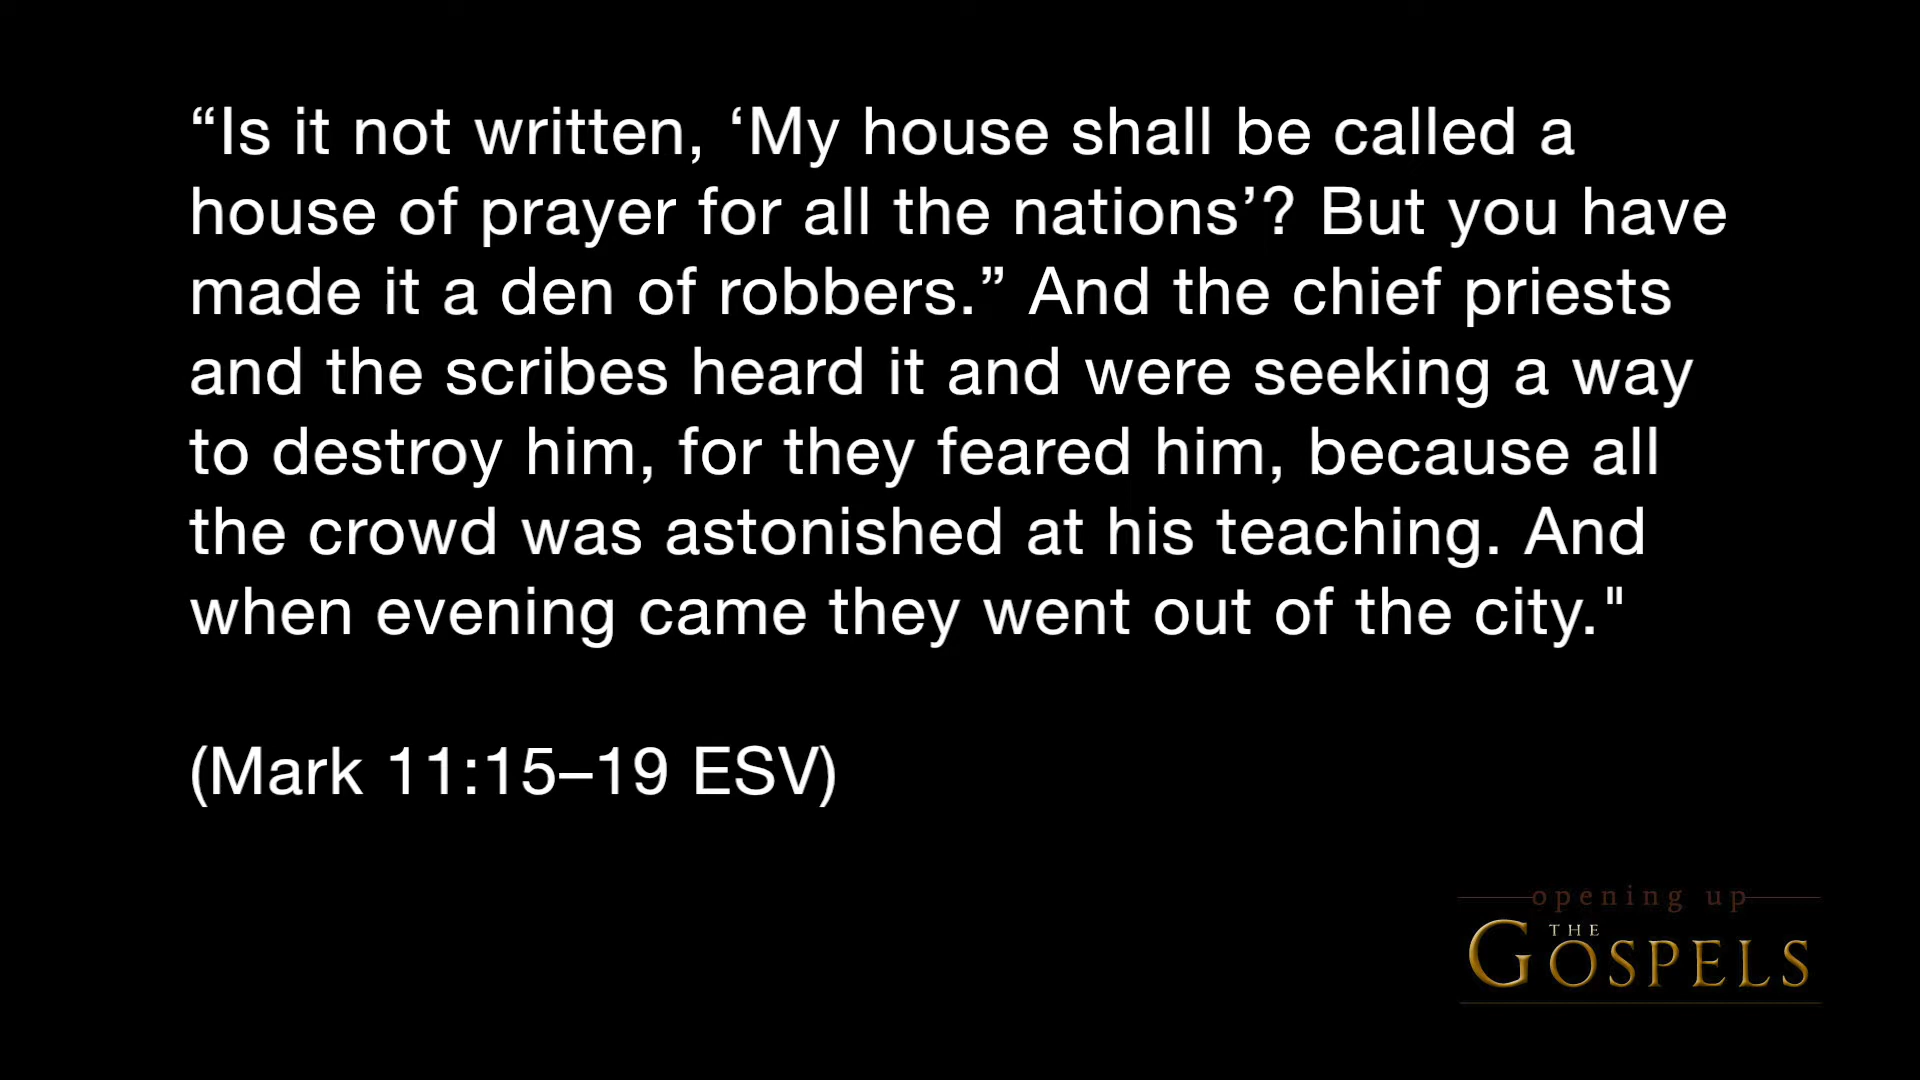 “Is it not written, ‘My house shall be called a
house of prayer for all the nations’? But you have
made it a den of robbers.” And the chief priests
and the scribes heard it and were seeking a way
to destroy him, for they feared him, because all
the crowd was astonished at his teaching. And
when evening came they went out of the city."
(Mark 11:15–19 ESV)
opening up
THE
GOSPELS